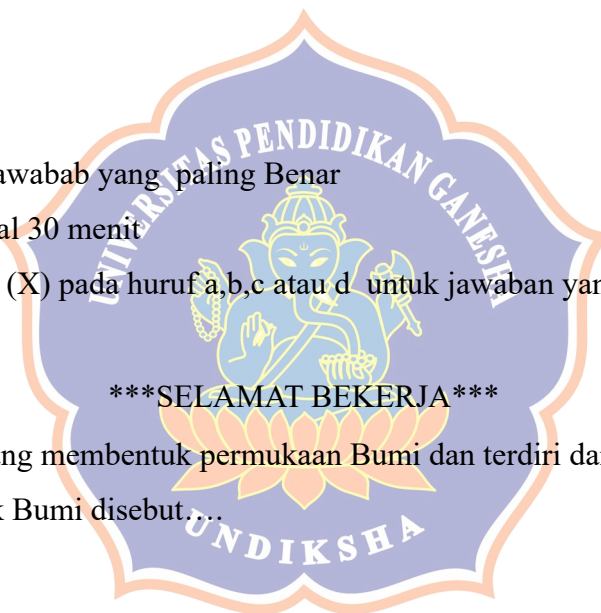 UNIVERSITAS PENDIDIKAN GANESHA
awabab yang paling Benar
al 30 menit
(X) pada huruf a,b,c atau d untuk jawaban yan
***SELAMAT BEKERJA***
ng membentuk permukaan Bumi dan terdiri dar
k Bumi disebut….
UNDIKSHA